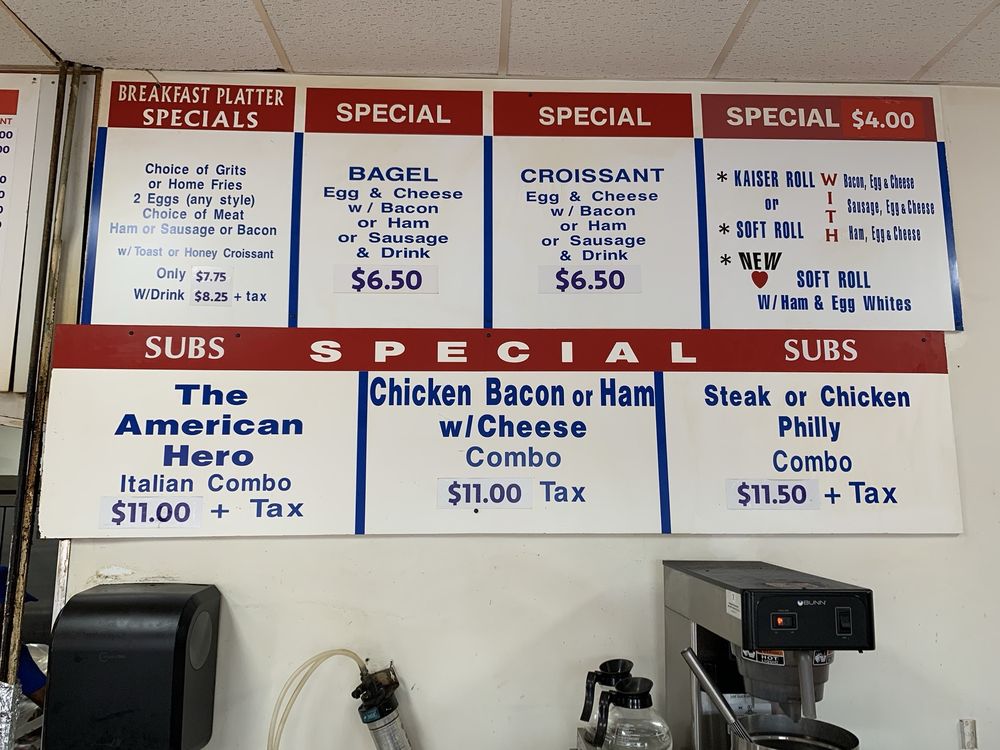 NT
BREAKFAST PLATTER
SPECIALS
Choice of Grits
or Home Fries
2 Eggs (any style)
Choice of Meat
Ham or Sausage or Bacon
w/Toast or Honey Croissant
Only $7.75
W/Drink $8.25 + tax
SPECIAL
BAGEL
Egg & Cheese
w/ Bacon
or Ham
or Sausage
& Drink
$6.50
SPECIAL
CROISSANT
Egg & Cheese
w/ Bacon
or Ham
or Sausage
& Drink
$6.50
SPECIAL $4.00
* KAISER ROLL
or
* SOFT ROLL
WITH
Bacon, Egg & Cheese
Sausage, Egg & Cheese
Ham, Egg & Cheese
* NEW
SOFT ROLL
W/Ham & Egg Whites
SUBS SPECIAL SUBS
The
American
Hero
Italian Combo
$11.00 + Tax
Chicken Bacon or Ham
w/Cheese
Combo
$11.00 Tax
Steak or Chicken
Philly
Combo
$11.50 + Tax
BUNN
HOT